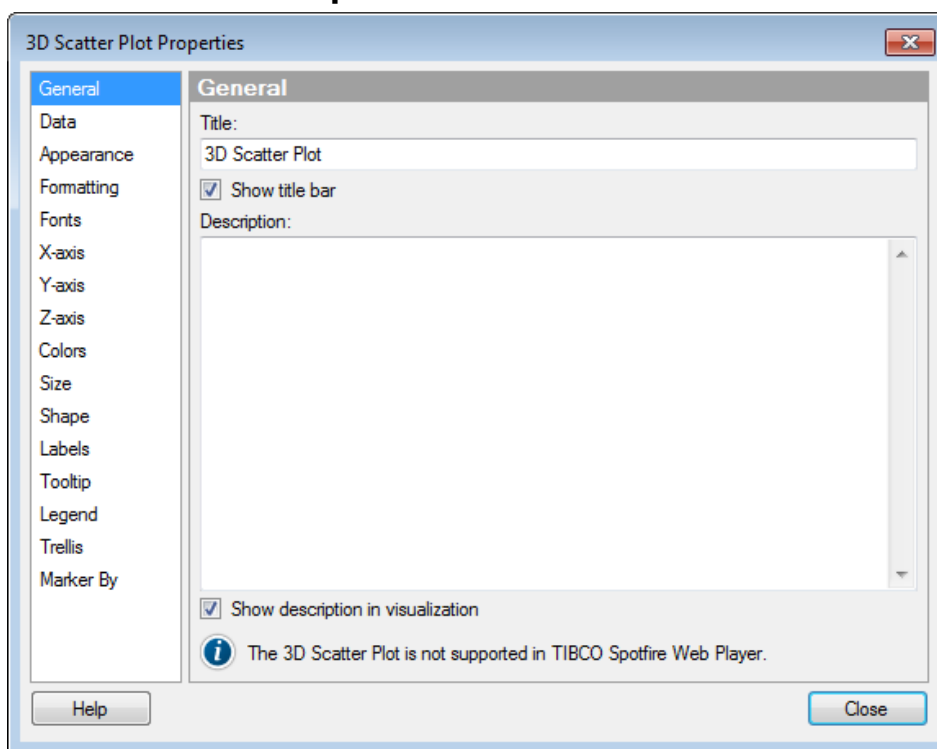 3D Scatter Plot Properties
General
Data
Appearance
Formatting
Fonts
X-axis
Y-axis
Z-axis
Colors
Size
Shape
Labels
Tooltip
Legend
Trellis
Marker By
General
Title:
3D Scatter Plot
Show title bar
Description:
Show description in visualization
The 3D Scatter Plot is not supported in TIBCO Spotfire Web Player.
Help
Close